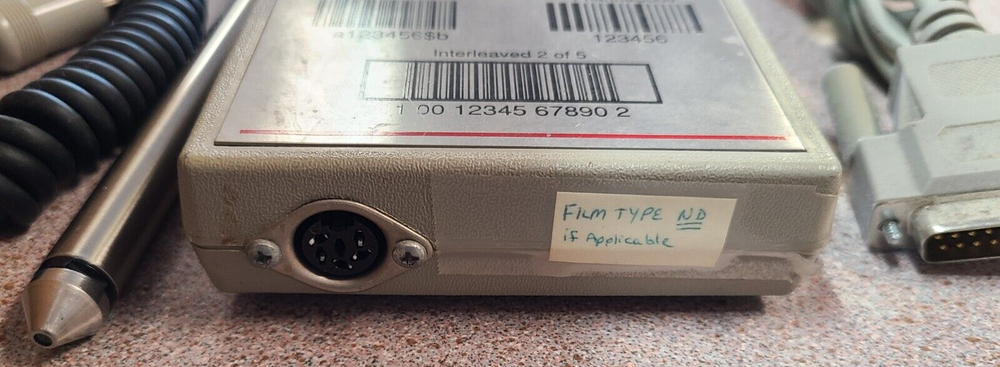 a123456$b
123456
Interleaved 2 of 5
1 00 12345 67890 2
FILM TYPE ND
if Applicable